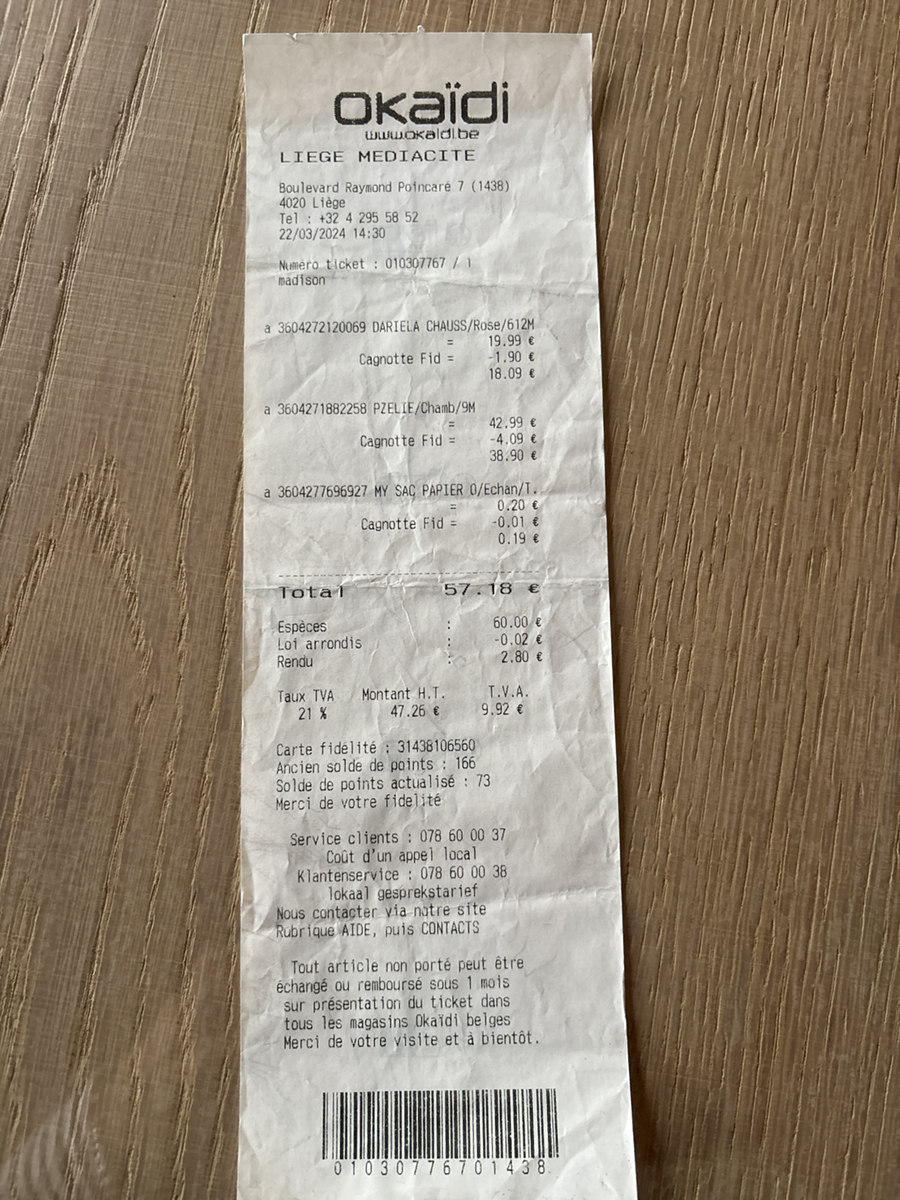 OKaïdi
www.okaidi.be
LIEGE MEDIACITE
Boulevard Raymond Poincaré 7 (1438)
4020 Liège
Tel : +32 4 295 58 52
22/03/2024 14:30
Numéro ticket : 010307767 / 1
madison
a 3604272120069 DARIELA CHAUSS/Rose/612M
= 19.99 €
Cagnotte Fid = -1.90 €
18.09 €
a 3604271882258 PZELIE/Chamb/9M
= 42.99 €
Cagnotte Fid = -4.09 €
38.90 €
a 3604277696927 MY SAC PAPIER O/Echan/T.
= 0.20 €
Cagnotte Fid = -0.01 €
0.19 €
Total 57.18 €
Espèces : 60.00 €
Loi arrondis : -0.02 €
Rendu : 2.80 €
Taux TVA Montant H.T. T.V.A.
21 % 47.26 € 9.92 €
Carte fidélité : 31438106560
Ancien solde de points : 166
Solde de points actualisé : 73
Merci de votre fidelité
Service clients : 078 60 00 37
Coût d'un appel local
Klantenservice : 078 60 00 38
lokaal gesprekstarief
Nous contacter via notre site
Rubrique AIDE, puis CONTACTS
Tout article non porté peut être
échangé ou remboursé sous 1 mois
sur présentation du ticket dans
tous les magasins Okaïdi belges
Merci de votre visite et à bientôt.
01030776701438